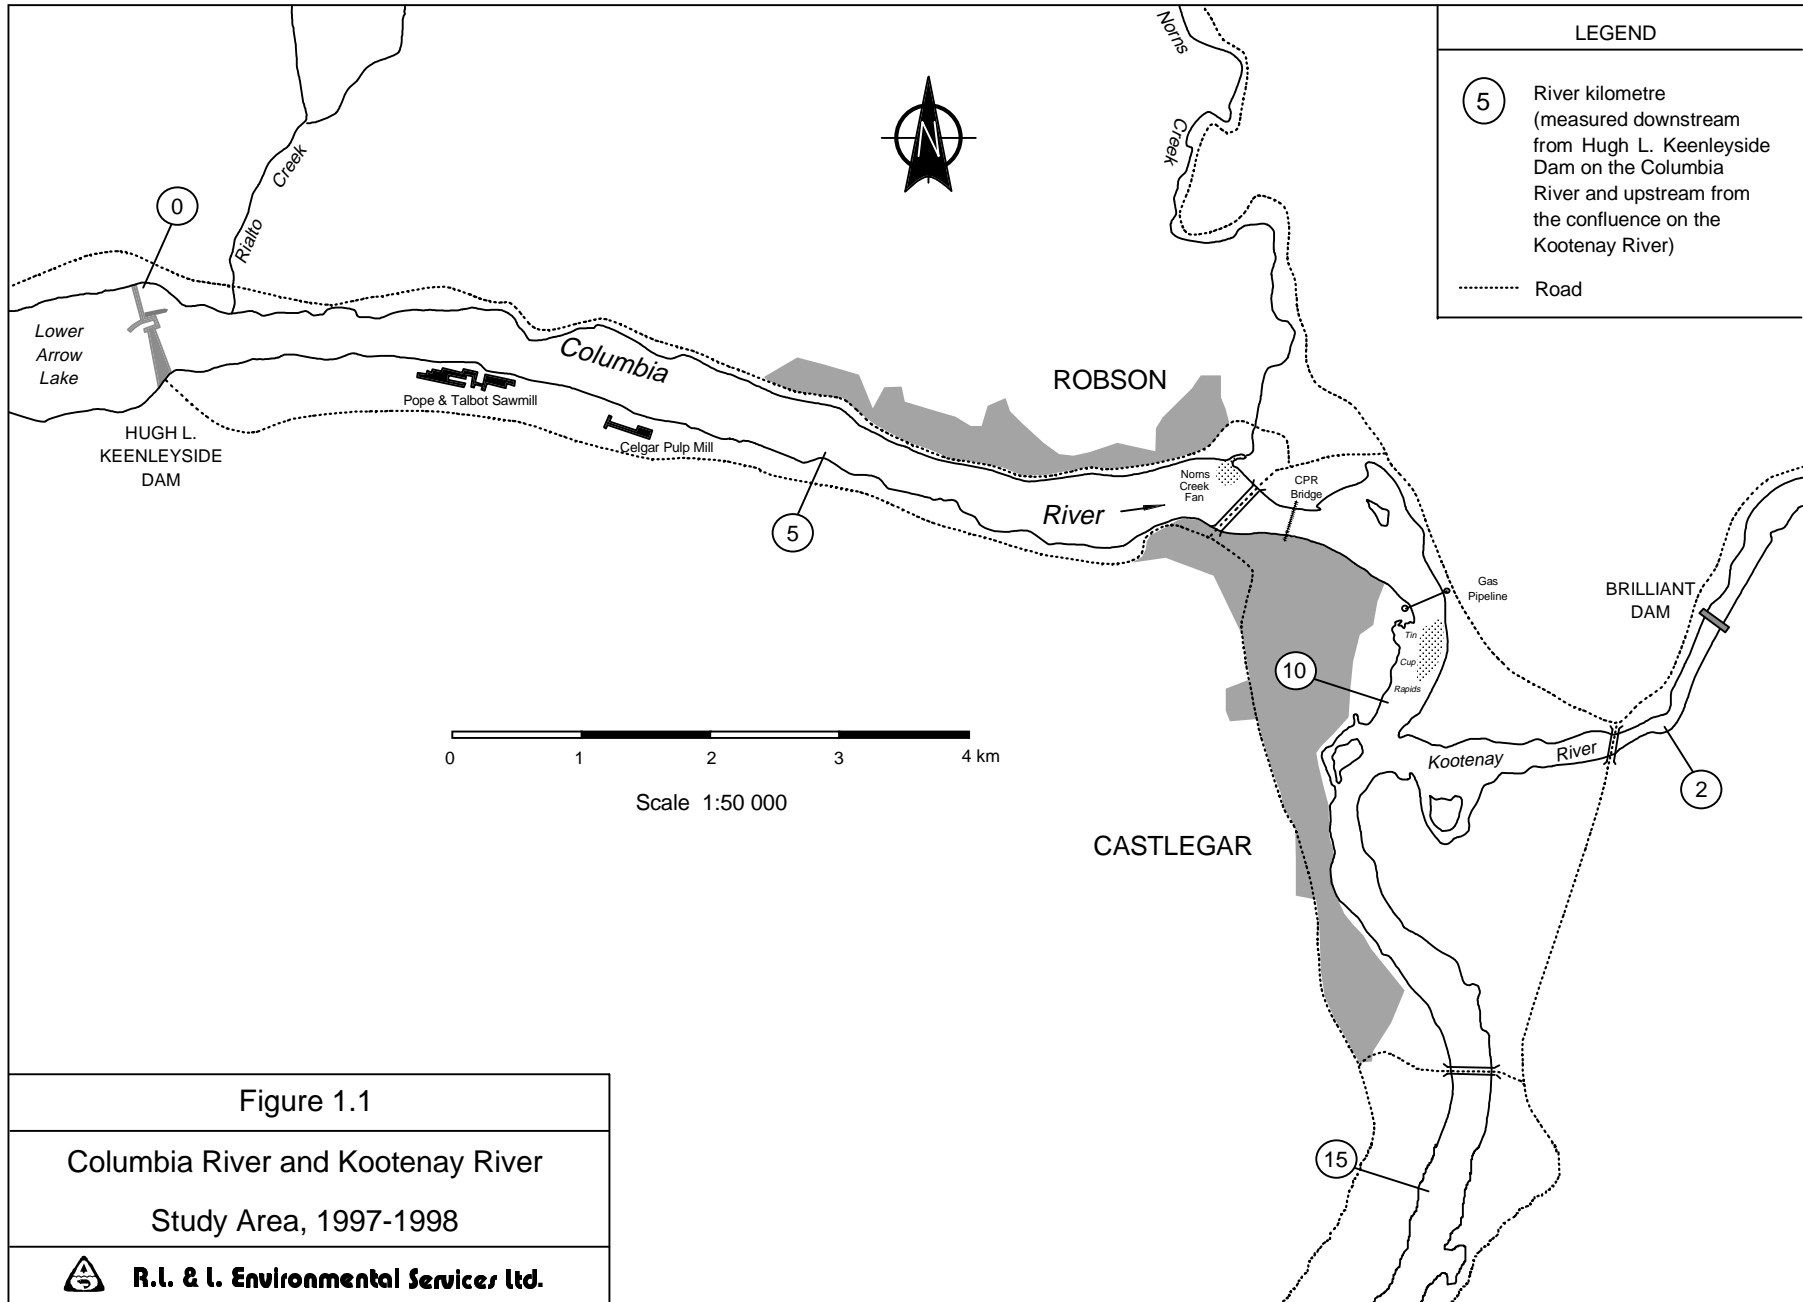 Norns
Creek
LEGEND
5
River kilometre
(measured downstream
from Hugh L. Keenleyside
Dam on the Columbia
River and upstream from
the confluence on the
Kootenay River)
Road
N
0
Rialto
Creek
Lower
Arrow
Lake
HUGH L.
KEENLEYSIDE
DAM
Columbia
Pope & Talbot Sawmill
Celgar Pulp Mill
5
ROBSON
River
Norns
Creek
Fan
CPR
Bridge
Gas
Pipeline
BRILLIANT
DAM
Tin
Cup
Rapids
10
Kootenay
River
2
0
1
2
3
4 km
Scale 1:50 000
CASTLEGAR
15
Figure 1.1
Columbia River and Kootenay River
Study Area, 1997-1998
R.L. & L. Environmental Services Ltd.